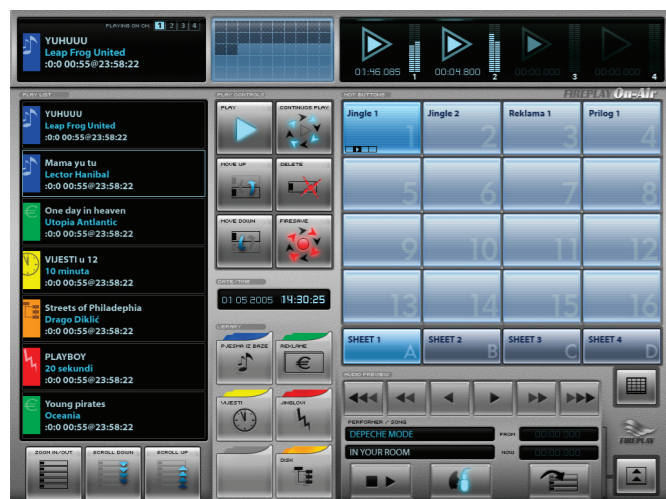 PLAYING ON CH. 1 2 3 4
YUHUUU
Leap Frog United
:0:0 00:55@23:58:22
01:46.085 1
00:04.800 2
00:00.000 3
00:00.000 4
PLAY LIST
PLAY CONTROLS
HOT BUTTONS
FIREPLAY On-Air
YUHUUU
Leap Frog United
:0:0 00:55@23:58:22
Mama yu tu
Lector Hanibal
:0:0 00:55@23:58:22
One day in heaven
Utopia Antlantic
:0:0 00:55@23:58:22
VIJESTI u 12
10 minuta
:0:0 00:55@23:58:22
Streets of Philadephia
Drago Diklić
:0:0 00:55@23:58:22
PLAYBOY
20 sekundi
:0:0 00:55@23:58:22
Young pirates
Oceania
:0:0 00:55@23:58:22
ZOOM IN/OUT
SCROLL DOWN
SCROLL UP
PLAY
CONTINUOS PLAY
MOVE UP
DELETE
MOVE DOWN
FIRESAVE
DATE/TIME
01 05 2005 14:30:25
LIBRARY
PJESMA IZ BAZE
REKLAME
VIJESTI
JINGLOVI
DISK
Jingle 1
1
Jingle 2
2
Reklama 1
3
Prilog 1
4
5
6
7
8
9
10
11
12
13
14
15
16
SHEET 1
A
SHEET 2
B
SHEET 3
C
SHEET 4
D
AUDIO PREVIEW
PERFORMER / SONG
DEPECHE MODE
FROM 00:00.000
IN YOUR ROOM
NOW 00:00.000
FIREPLAY